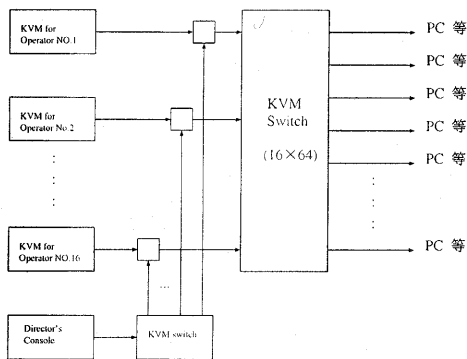 KVM for
Operator NO.1
PC 等
PC 等
KVM for
Operator No.2
KVM
Switch
(16×64)
PC 等
PC 等
PC 等
KVM for
Operator NO.16
PC 等
Director's
Console
KVM switch